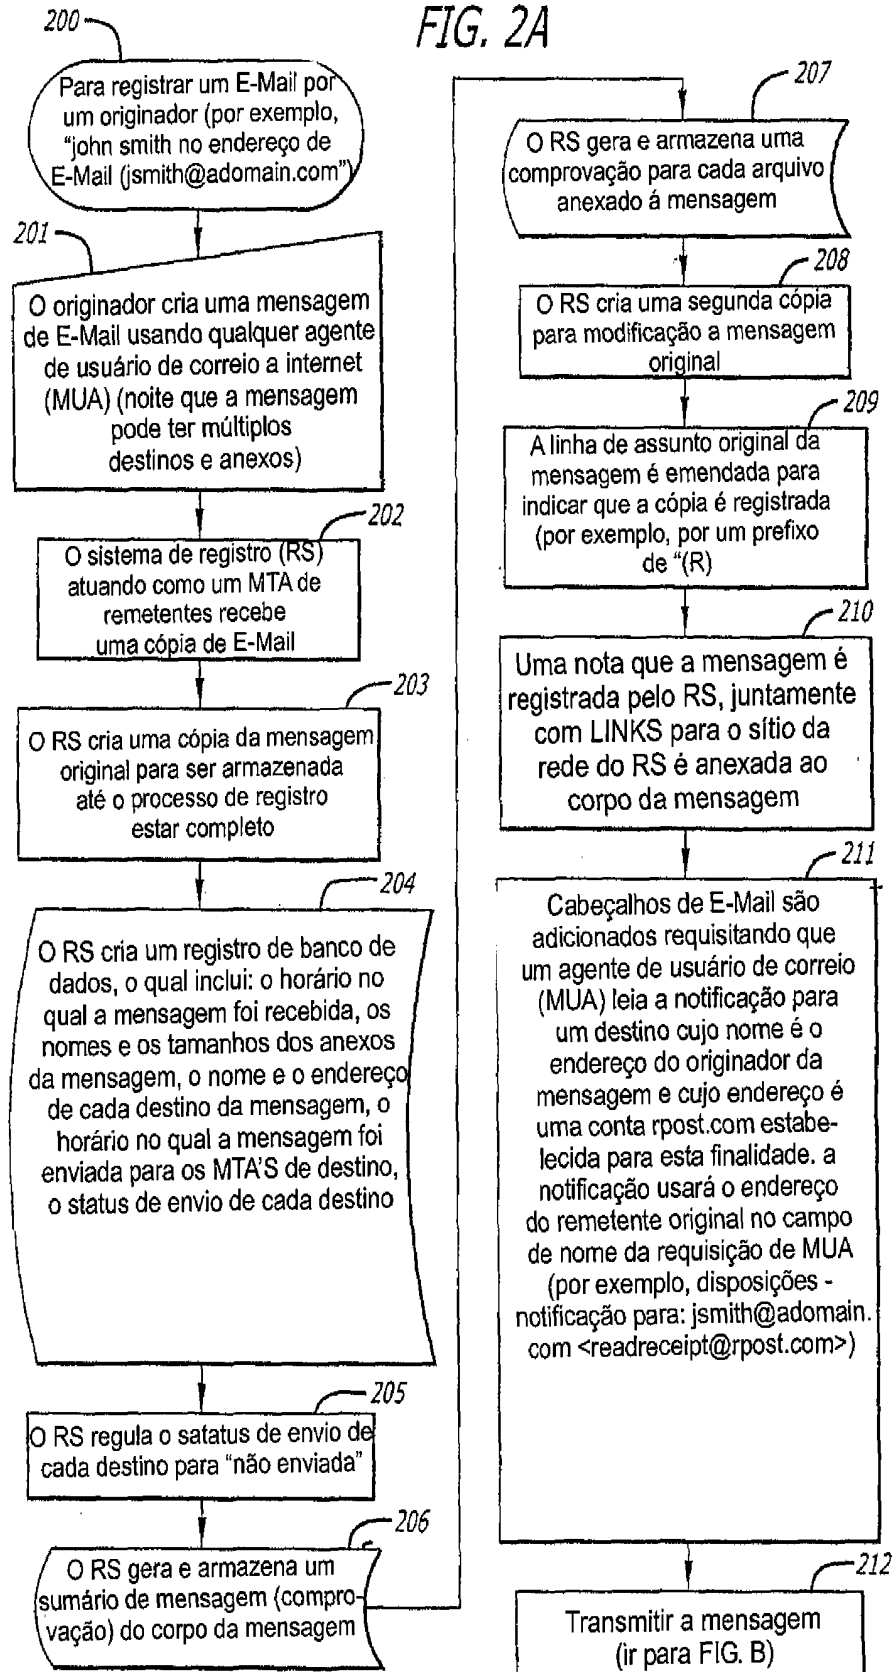 FIG. 2A
200
Para registrar um E-Mail por
um originador (por exemplo,
“john smith no endereço de
E-Mail (jsmith@adomain.com”)
201
O originador cria uma mensagem
de E-Mail usando qualquer agente
de usuário de correio a internet
(MUA) (noite que a mensagem
pode ter múltiplos
destinos e anexos)
202
O sistema de registro (RS)
atuando como um MTA de
remetentes recebe
uma cópia de E-Mail
203
O RS cria uma cópia da mensagem
original para ser armazenada
até o processo de registro
estar completo
204
O RS cria um registro de banco de
dados, o qual inclui: o horário no
qual a mensagem foi recebida, os
nomes e os tamanhos dos anexos
da mensagem, o nome e o endereço
de cada destino da mensagem, o
horário no qual a mensagem foi
enviada para os MTA'S de destino,
o status de envio de cada destino
205
O RS regula o satatus de envio de
cada destino para “não enviada”
206
O RS gera e armazena um
sumário de mensagem (compro-
vação) do corpo da mensagem
207
O RS gera e armazena uma
comprovação para cada arquivo
anexado á mensagem
208
O RS cria uma segunda cópia
para modificação a mensagem
original
209
A linha de assunto original da
mensagem é emendada para
indicar que a cópia é registrada
(por exemplo, por um prefixo
de “(R)
210
Uma nota que a mensagem é
registrada pelo RS, juntamente
com LINKS para o sítio da
rede do RS é anexada ao
corpo da mensagem
211
Cabeçalhos de E-Mail são
adicionados requisitando que
um agente de usuário de correio
(MUA) leia a notificação para
um destino cujo nome é o
endereço do originador da
mensagem e cujo endereço é
uma conta rpost.com estabe-
lecida para esta finalidade. a
notificação usará o endereço
do remetente original no campo
de nome da requisição de MUA
(por exemplo, disposições -
notificação para: jsmith@adomain.
com <readreceipt@rpost.com>)
212
Transmitir a mensagem
(ir para FIG. B)